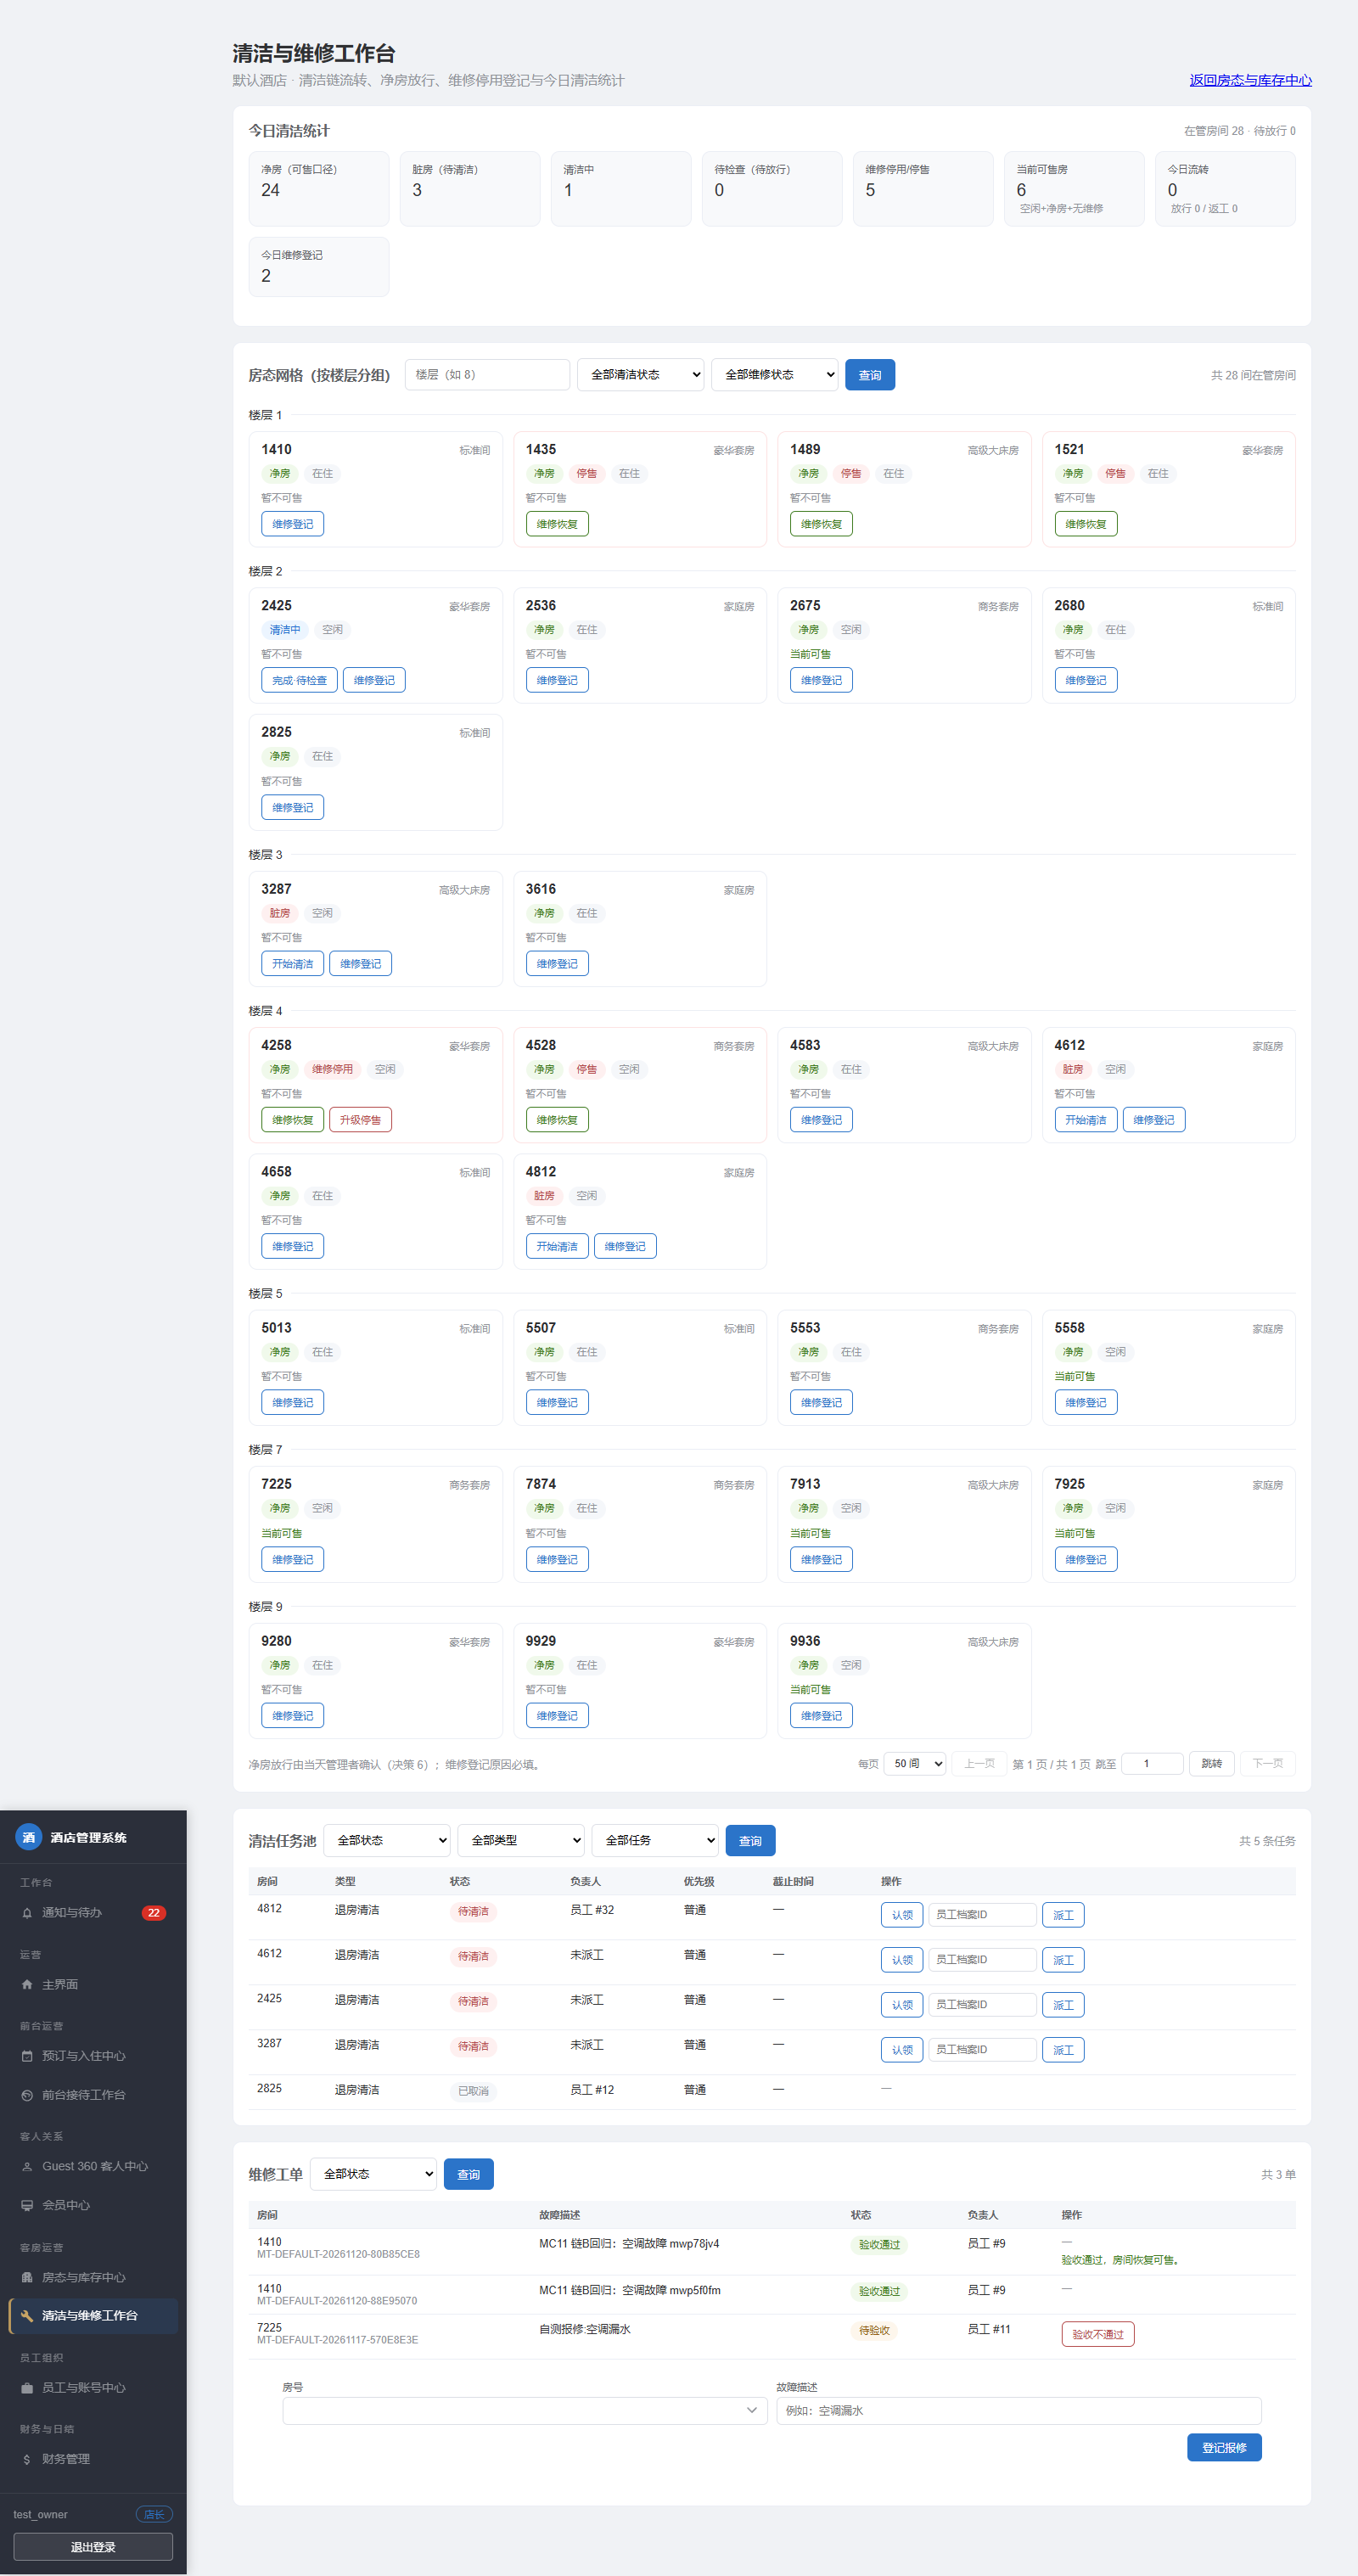 清洁与维修工作台
默认酒店 · 清洁链流转、净房放行、维修停用登记与今日清洁统计
返回房态与库存中心
今日清洁统计
在管房间 28 · 待放行 0
净房（可售口径）
24
脏房（待清洁）
3
清洁中
1
待检查（待放行）
0
维修停用/停售
5
当前可售房
6
空闲+净房+无维修
今日流转
0
放行 0 / 返工 0
今日维修登记
2
房态网格（按楼层分组）
楼层（如 8）
全部清洁状态
全部维修状态
查询
共 28 间在管房间
楼层 1
1410 标准间
净房 在住
暂不可售
维修登记
1435 豪华套房
净房 停售 在住
暂不可售
维修恢复
1489 高级大床房
净房 停售 在住
暂不可售
维修恢复
1521 豪华套房
净房 停售 在住
暂不可售
维修恢复
楼层 2
2425 豪华套房
清洁中 空闲
暂不可售
完成·待检查 维修登记
2536 家庭房
净房 在住
暂不可售
维修登记
2675 商务套房
净房 空闲
当前可售
维修登记
2680 标准间
净房 在住
暂不可售
维修登记
2825 标准间
净房 在住
暂不可售
维修登记
楼层 3
3287 高级大床房
脏房 空闲
暂不可售
开始清洁 维修登记
3616 家庭房
净房 在住
暂不可售
维修登记
楼层 4
4258 豪华套房
净房 维修停用 空闲
暂不可售
维修恢复 升级停售
4528 商务套房
净房 停售 空闲
暂不可售
维修恢复
4583 高级大床房
净房 在住
暂不可售
维修登记
4612 家庭房
脏房 空闲
暂不可售
开始清洁 维修登记
4658 标准间
净房 在住
暂不可售
维修登记
4812 家庭房
脏房 空闲
暂不可售
开始清洁 维修登记
楼层 5
5013 标准间
净房 在住
暂不可售
维修登记
5507 标准间
净房 在住
暂不可售
维修登记
5553 商务套房
净房 在住
暂不可售
维修登记
5558 家庭房
净房 空闲
当前可售
维修登记
楼层 7
7225 商务套房
净房 空闲
当前可售
维修登记
7874 商务套房
净房 在住
暂不可售
维修登记
7913 高级大床房
净房 空闲
当前可售
维修登记
7925 家庭房
净房 空闲
当前可售
维修登记
楼层 9
9280 豪华套房
净房 在住
暂不可售
维修登记
9929 豪华套房
净房 在住
暂不可售
维修登记
9936 高级大床房
净房 空闲
当前可售
维修登记
净房放行由当天管理者确认（决策 6）；维修登记原因必填。
每页 50 间 上一页 第 1 页 / 共 1 页 跳至 1 跳转 下一页
酒 酒店管理系统
工作台
通知与待办 22
运营
主界面
前台运营
预订与入住中心
前台接待工作台
客人关系
Guest 360 客人中心
会员中心
客房运营
房态与库存中心
清洁与维修工作台
员工组织
员工与账号中心
财务与日结
财务管理
test_owner 店长
退出登录
清洁任务池 全部状态 全部类型 全部任务 查询 共 5 条任务
房间 类型 状态 负责人 优先级 截止时间 操作
4812 退房清洁 待清洁 员工 #32 普通 — 认领 员工档案ID 派工
4612 退房清洁 待清洁 未派工 普通 — 认领 员工档案ID 派工
2425 退房清洁 待清洁 未派工 普通 — 认领 员工档案ID 派工
3287 退房清洁 待清洁 未派工 普通 — 认领 员工档案ID 派工
2825 退房清洁 已取消 员工 #12 普通 — —
维修工单 全部状态 查询 共 3 单
房间 故障描述 状态 负责人 操作
1410 MC11 链B回归：空调故障 mwp78jv4 验收通过 员工 #9 —
MT-DEFAULT-20261120-80B85CE8 验收通过，房间恢复可售。
1410 MC11 链B回归：空调故障 mwp5f0fm 验收通过 员工 #9 —
MT-DEFAULT-20261120-88E95070
7225 自测报修:空调漏水 待验收 员工 #11 验收不通过
MT-DEFAULT-20261117-570E8E3E
房号
故障描述
例如：空调漏水
登记报修